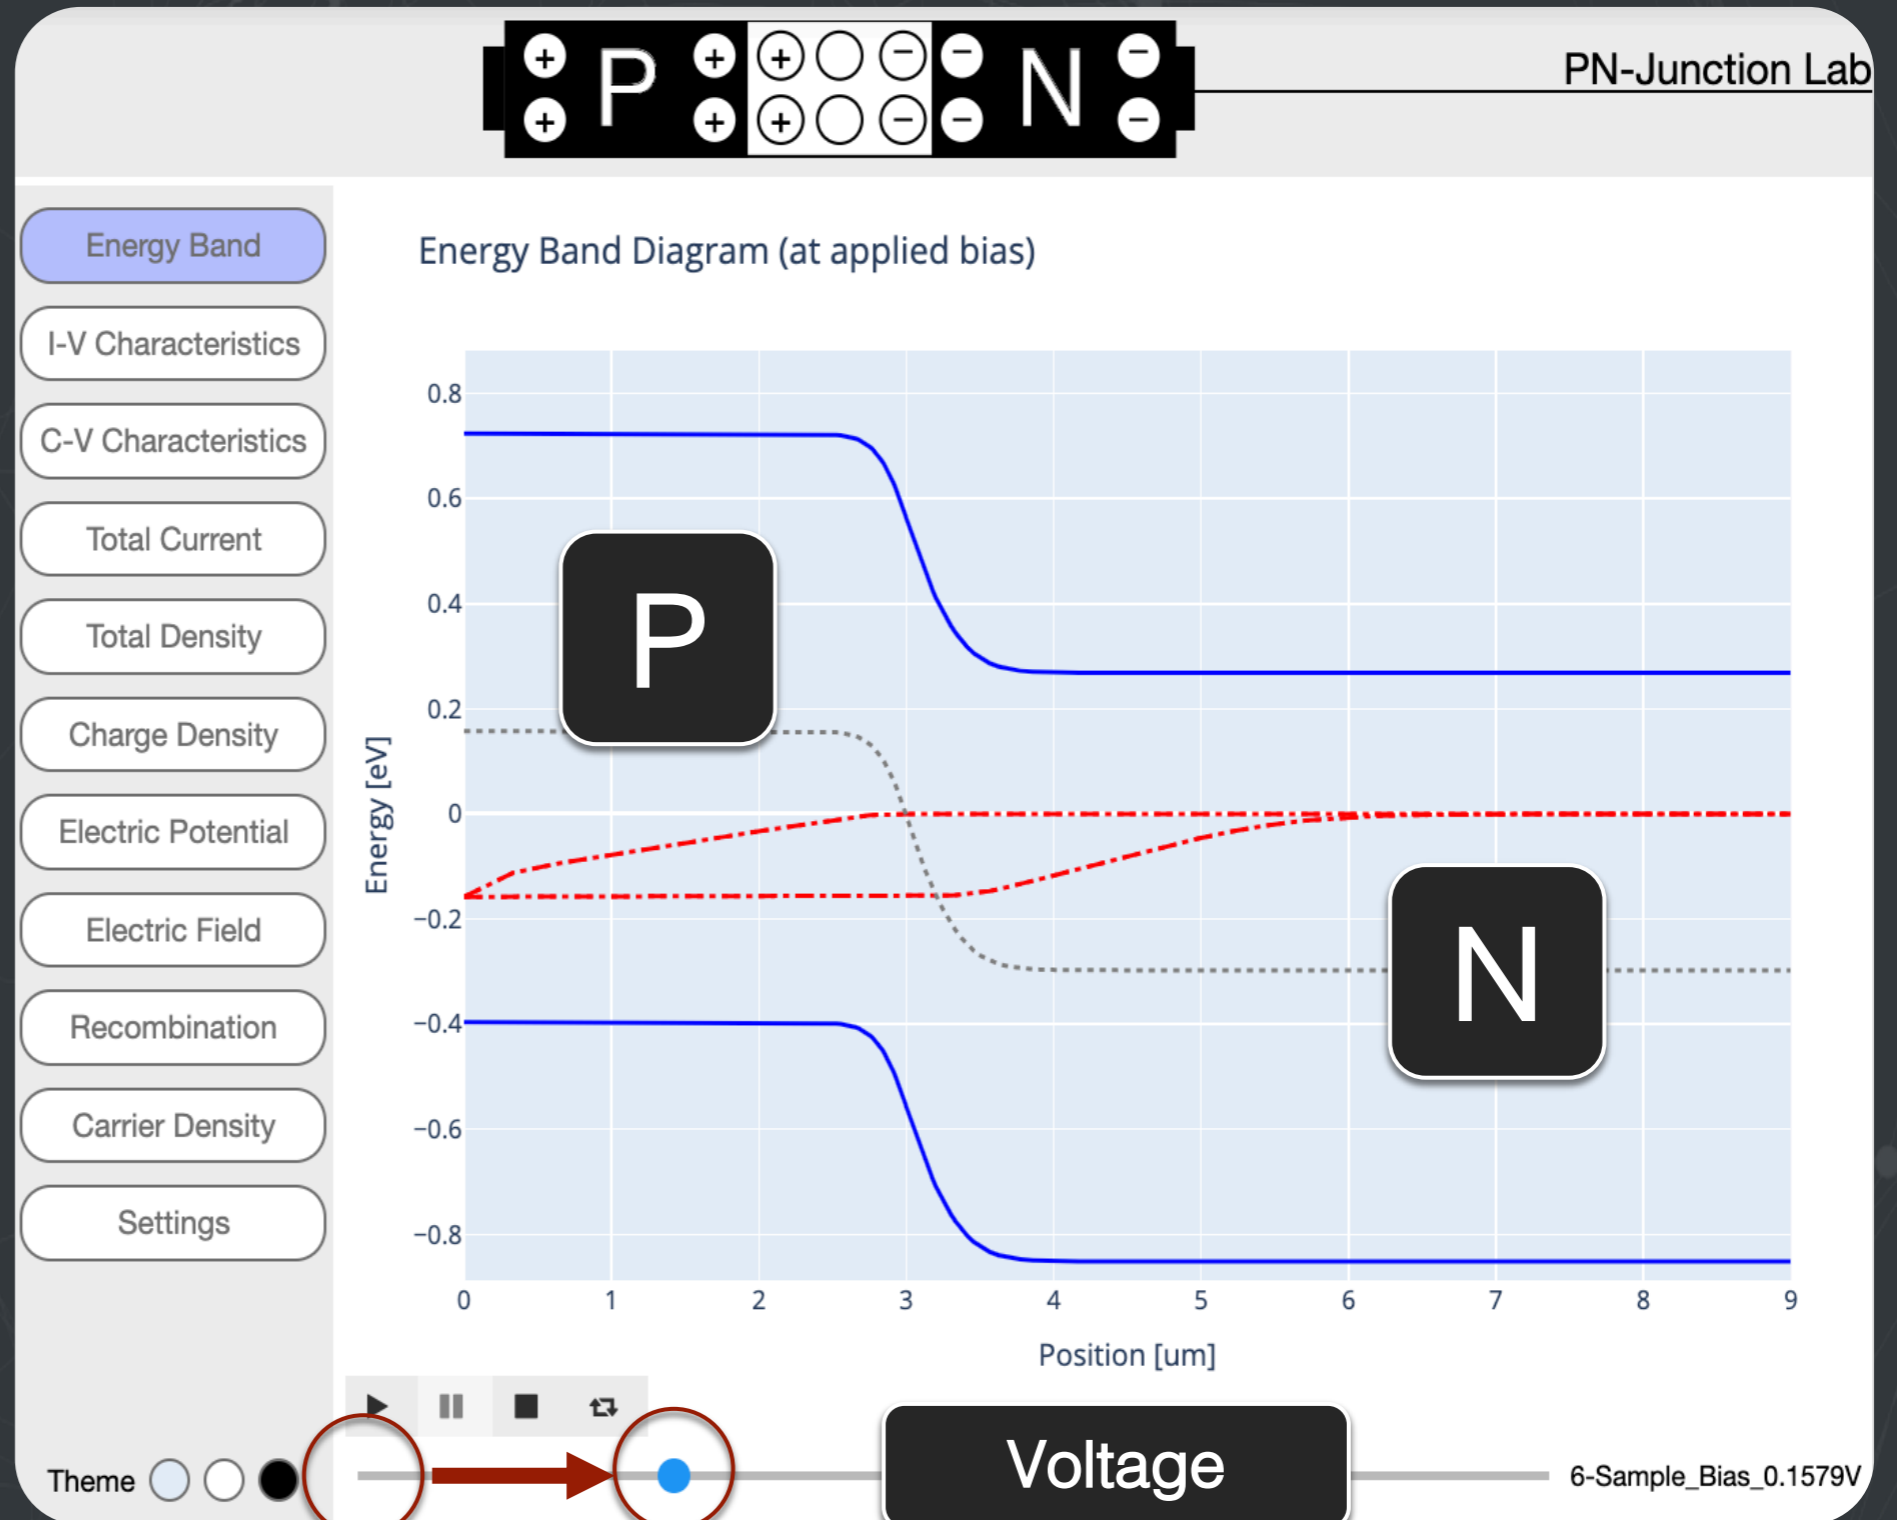 + P + + − − N −
+ + + − − −
PN-Junction Lab
Energy Band
I-V Characteristics
C-V Characteristics
Total Current
Total Density
Charge Density
Electric Potential
Electric Field
Recombination
Carrier Density
Settings
Energy Band Diagram (at applied bias)
Energy [eV]
0.8
0.6
0.4
0.2
0
−0.2
−0.4
−0.6
−0.8
P
N
0 1 2 3 4 5 6 7 8 9
Position [um]
Theme
Voltage
6-Sample_Bias_0.1579V